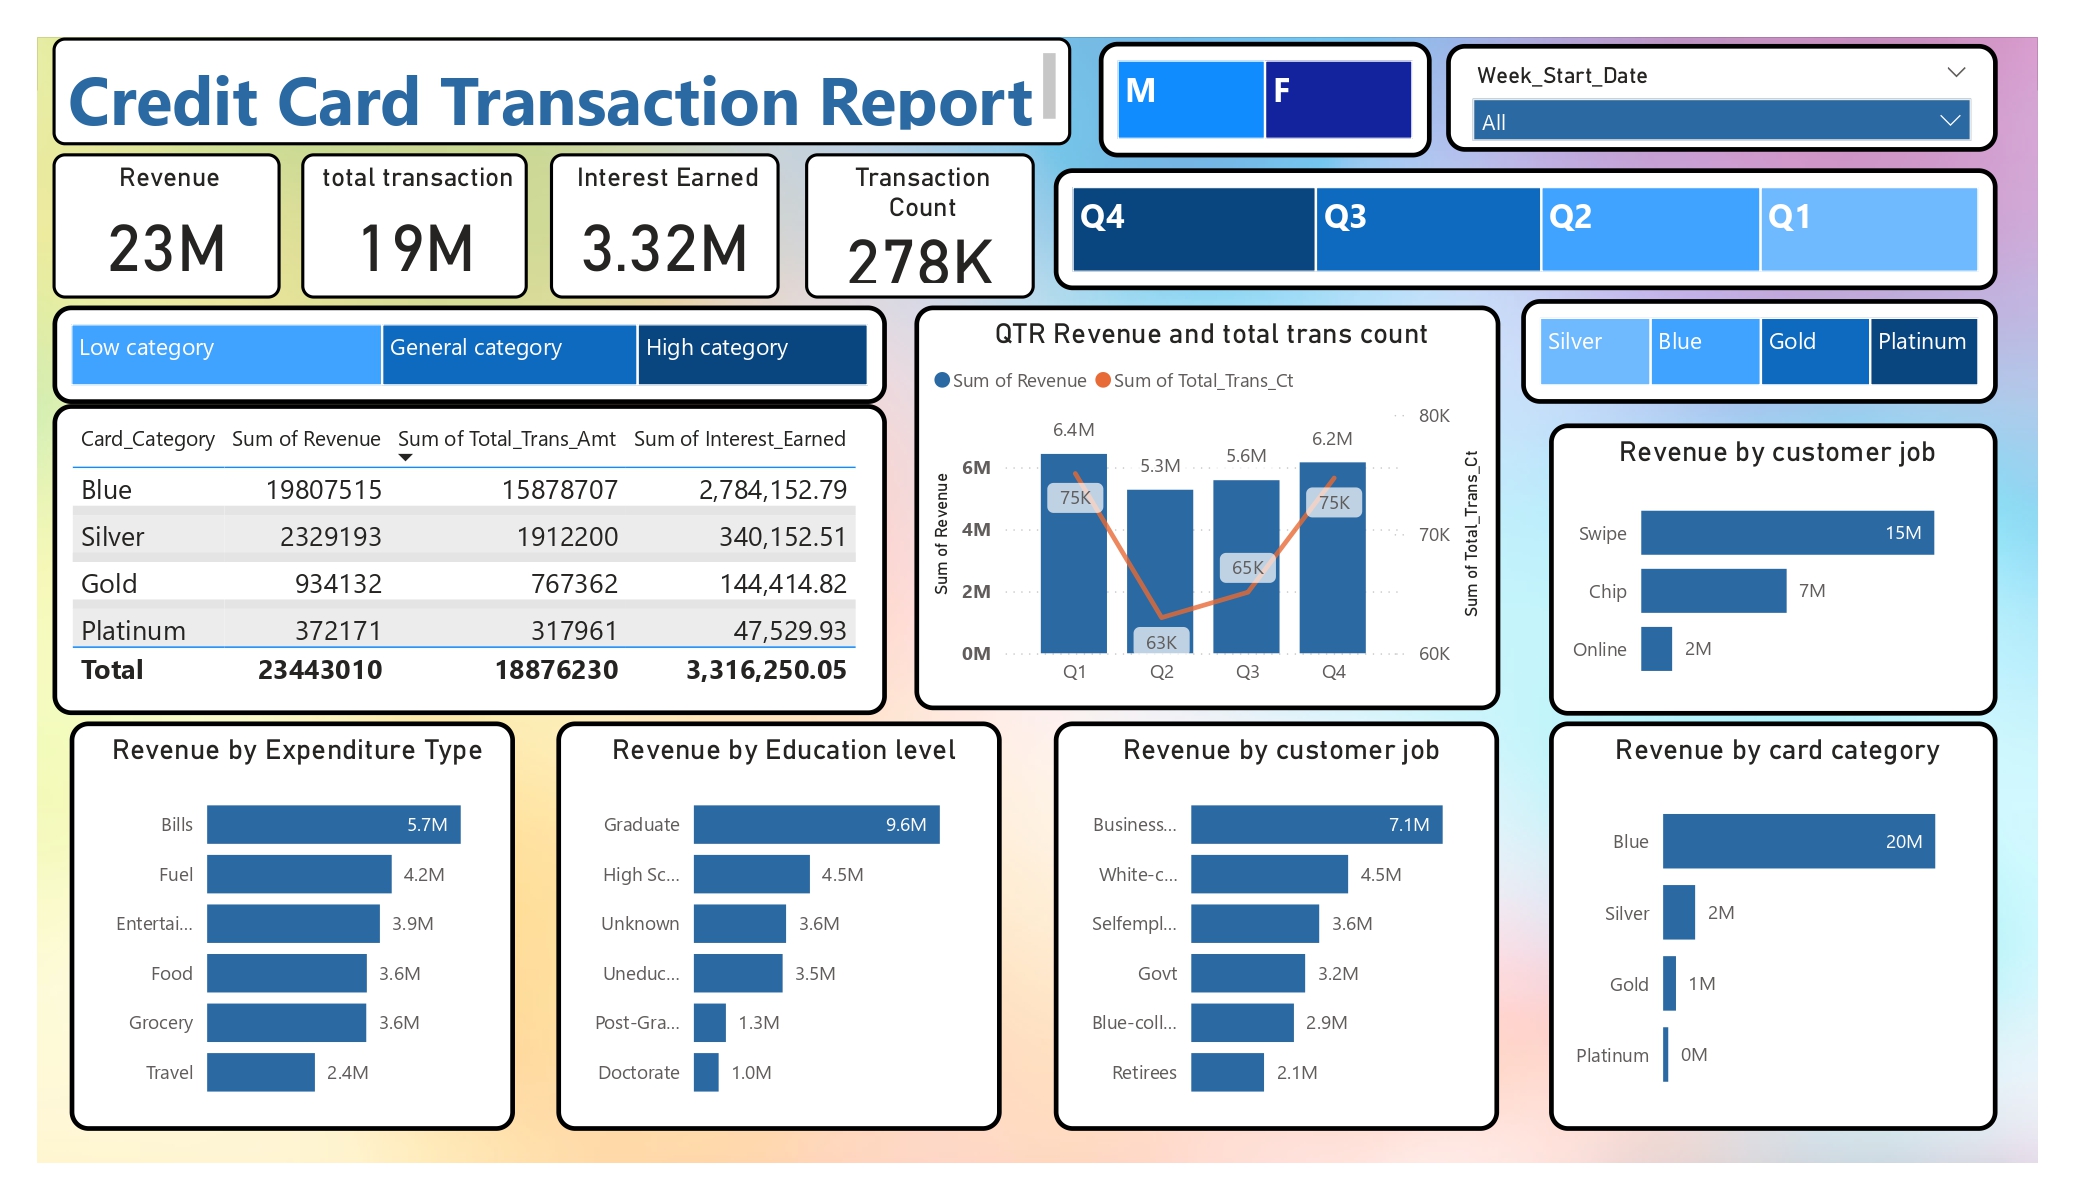 Credit Card Transaction Report
M
F
Week_Start_Date
All
Revenue
23M
total transaction
19M
Interest Earned
3.32M
Transaction
Count
278K
Q4
Q3
Q2
Q1
Low category
General category
High category
Silver
Blue
Gold
Platinum
Card_Category Sum of Revenue Sum of Total_Trans_Amt Sum of Interest_Earned
Blue 19807515 15878707 2,784,152.79
Silver 2329193 1912200 340,152.51
Gold 934132 767362 144,414.82
Platinum 372171 317961 47,529.93
Total 23443010 18876230 3,316,250.05
QTR Revenue and total trans count
Sum of Revenue Sum of Total_Trans_Ct
Sum of Revenue
6M
4M
2M
0M
6.4M
5.3M
5.6M
6.2M
75K
63K
65K
75K
80K
70K
60K
Sum of Total_Trans_Ct
Q1 Q2 Q3 Q4
Revenue by customer job
Swipe 15M
Chip 7M
Online 2M
Revenue by Expenditure Type
Bills 5.7M
Fuel 4.2M
Entertai... 3.9M
Food 3.6M
Grocery 3.6M
Travel 2.4M
Revenue by Education level
Graduate 9.6M
High Sc... 4.5M
Unknown 3.6M
Uneduc... 3.5M
Post-Gra... 1.3M
Doctorate 1.0M
Revenue by customer job
Business... 7.1M
White-c... 4.5M
Selfempl... 3.6M
Govt 3.2M
Blue-coll... 2.9M
Retirees 2.1M
Revenue by card category
Blue 20M
Silver 2M
Gold 1M
Platinum 0M